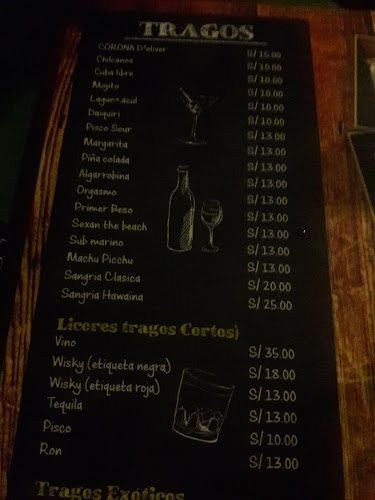 TRAGOS
CORONA D'oliver S/ 15.00
Chilcanos S/ 10.00
Cuba libre S/ 10.00
Mojito S/ 10.00
Laguna azul S/ 10.00
Daiquiri S/ 10.00
Pisco Sour S/ 13.00
Margarita S/ 13.00
Piña colada S/ 13.00
Algarrobina S/ 13.00
Orgasmo S/ 13.00
Primer Beso S/ 13.00
Sexan the beach S/ 13.00
Sub marino S/ 13.00
Machu Picchu S/ 13.00
Sangria Clasica S/ 20.00
Sangria Hawaina S/ 25.00
Licores tragos Cortos)
Vino S/ 35.00
Wisky (etiqueta negra) S/ 18.00
Wisky (etiqueta roja) S/ 13.00
Tequila S/ 13.00
Pisco S/ 10.00
Ron S/ 13.00
Tragos Exóticos